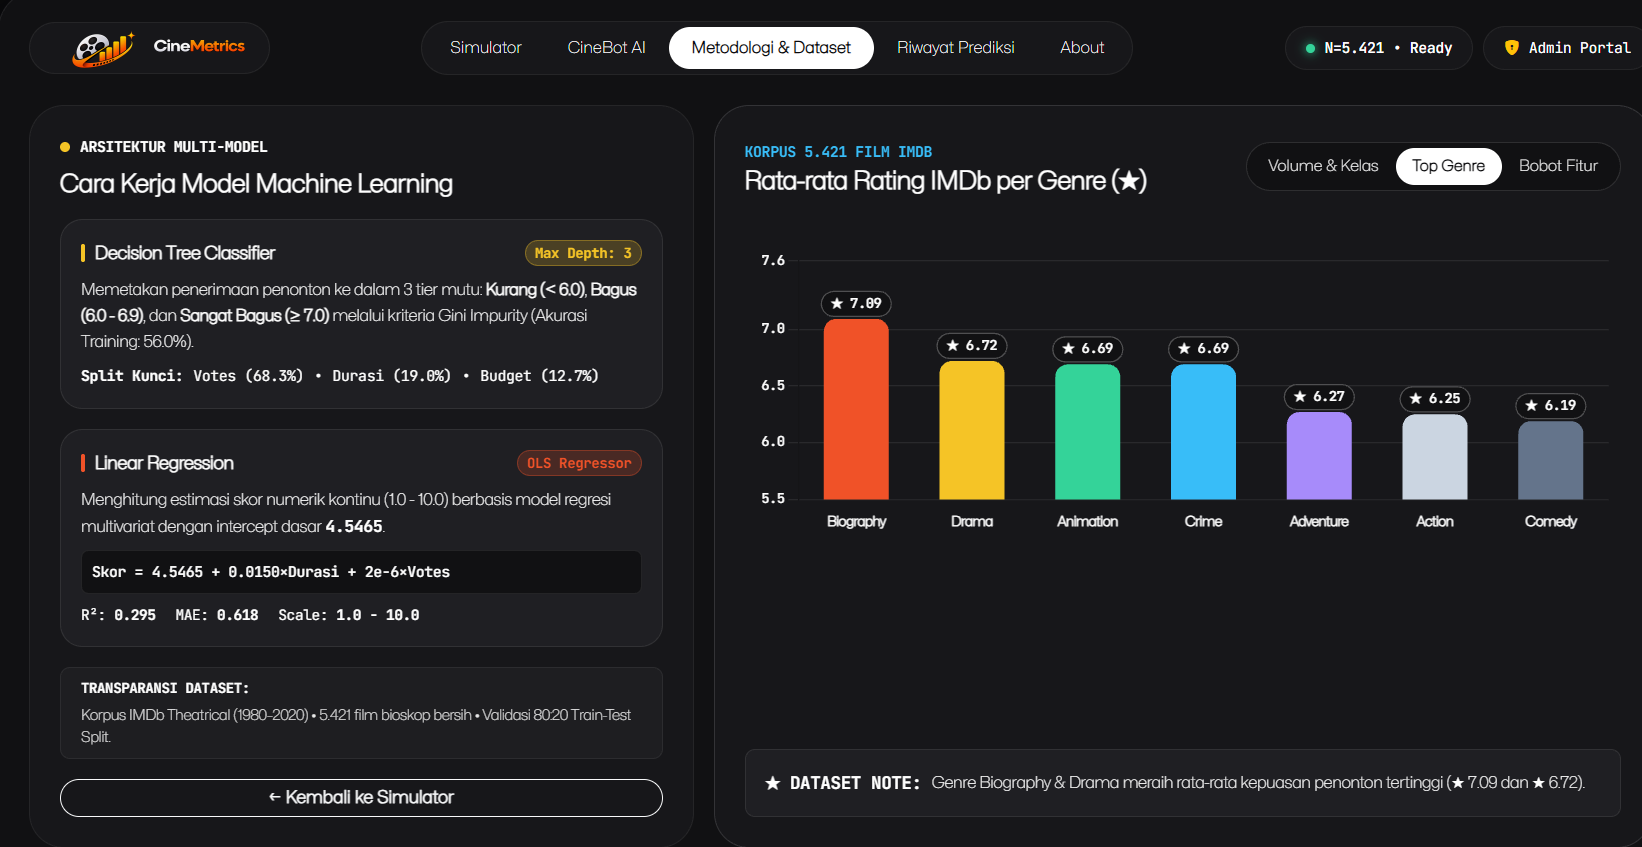 CineMetrics
Simulator
CineBot AI
Metodologi & Dataset
Riwayat Prediksi
About
N=5.421 • Ready
Admin Portal
ARSITEKTUR MULTI-MODEL
Cara Kerja Model Machine Learning
Decision Tree Classifier
Max Depth: 3
Memetakan penerimaan penonton ke dalam 3 tier mutu: Kurang (< 6.0), Bagus
(6.0 - 6.9), dan Sangat Bagus (≥ 7.0) melalui kriteria Gini Impurity (Akurasi
Training: 56.0%).
Split Kunci: Votes (68.3%) • Durasi (19.0%) • Budget (12.7%)
Linear Regression
OLS Regressor
Menghitung estimasi skor numerik kontinu (1.0 - 10.0) berbasis model regresi
multivariat dengan intercept dasar 4.5465.
Skor = 4.5465 + 0.0150×Durasi + 2e-6×Votes
R²: 0.295 MAE: 0.618 Scale: 1.0 - 10.0
TRANSPARANSI DATASET:
Korpus IMDb Theatrical (1980-2020) • 5.421 film bioskop bersih • Validasi 80:20 Train-Test
Split.
← Kembali ke Simulator
KORPUS 5.421 FILM IMDB
Rata-rata Rating IMDb per Genre (★)
Volume & Kelas
Top Genre
Bobot Fitur
7.6
7.0
6.5
6.0
5.5
★ 7.09
★ 6.72
★ 6.69
★ 6.69
★ 6.27
★ 6.25
★ 6.19
Biography
Drama
Animation
Crime
Adventure
Action
Comedy
★ DATASET NOTE: Genre Biography & Drama meraih rata-rata kepuasan penonton tertinggi (★ 7.09 dan ★ 6.72).